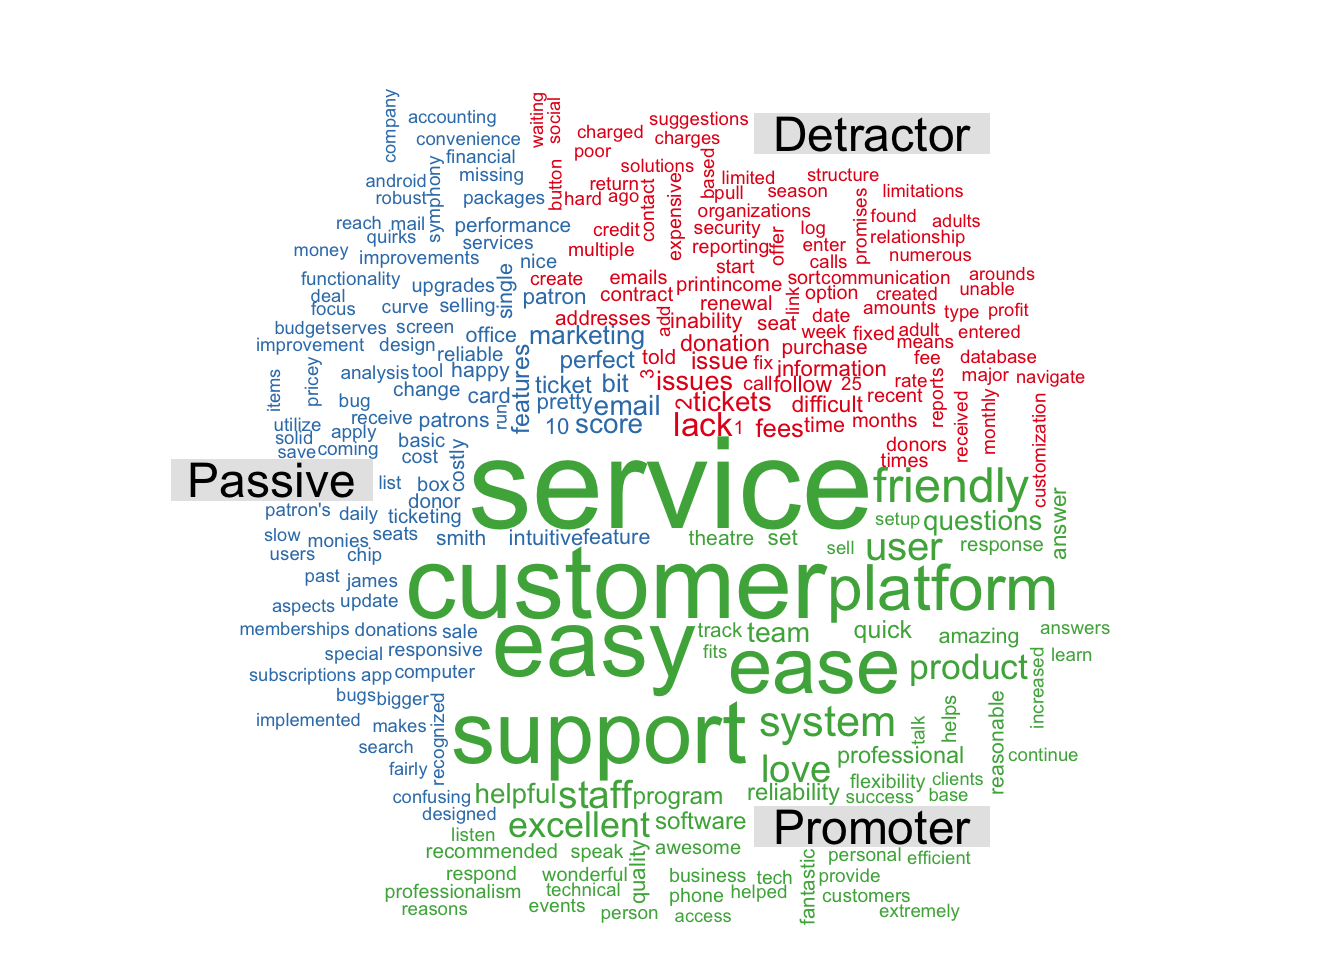 company
accounting
waiting
social
suggestions
Detractor
convenience
charged
charges
financial
poor
symphony
missing
solutions
based
structure
android
button
return
contact
expensive
limited
robust
packages
hard
ago
pull
season
limitations
organizations
promises
found
reach
mail
performance
credit
security
offer
log
adults
quirks
services
multiple
reporting
enter
relationship
money
improvements
nice
start
calls
numerous
functionality
upgrades
single
create
emails
print
income
sort
communication
arounds
deal
focus
curve
selling
patron
contract
renewal
link
option
created
unable
budget
serves
screen
office
marketing
addresses
add
inability
seat
date
amounts
type
profit
improvement
design
reliable
features
perfect
donation
purchase
week
fixed
adult
means
entered
items
pricey
analysis
tool
happy
told
issue
fix
information
fee
database
change
card
ticket
bit
3
issues
call
follow
25
rate
major
navigate
bug
run
pretty
email
2
tickets
difficult
recent
reports
received
monthly
customization
utilize
receive
patrons
10
score
lack
1
fees
time
months
solid
apply
basic
costly
donors
save
coming
cost
service
times
Passive
list
box
friendly
answer
patron's
daily
donor
ticketing
setup
questions
slow
monies
seats
smith
intuitive
feature
theatre
set
sell
user
response
users
chip
past
james
customer
platform
aspects
update
memberships
donations
sale
easy
track
team
quick
amazing
answers
special
responsive
fits
ease
product
increased
learn
subscriptions
app
computer
bugs
bigger
implemented
makes
recognized
support
system
talk
helps
reasonable
search
professional
continue
fairly
love
flexibility
clients
confusing
helpful
staff
program
reliability
success
base
designed
excellent
software
Promoter
listen
recommended
speak
quality
awesome
fantastic
personal
efficient
respond
wonderful
business
tech
provide
professionalism
technical
phone
helped
customers
reasons
events
person
access
extremely